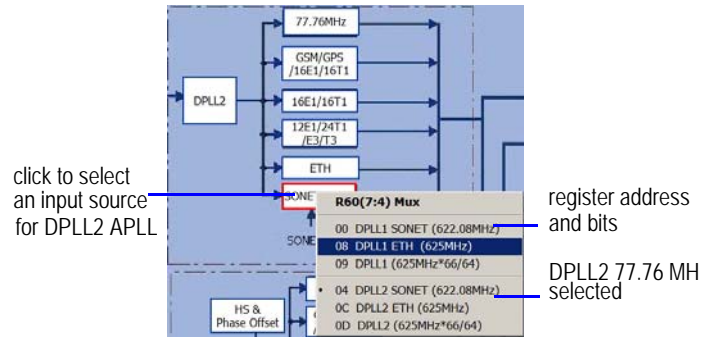 77.76MHz
GSM/GPS
/16E1/16T1
DPLL2
16E1/16T1
12E1/24T1
/E3/T3
ETH
click to select
an input source
for DPLL2 APLL
SONET
R60(7:4) Mux
00 DPLL1 SONET (622.08MHz)
08 DPLL1 ETH (625MHz)
09 DPLL1 (625MHz*66/64)
• 04 DPLL2 SONET (622.08MHz)
0C DPLL2 ETH (625MHz)
0D DPLL2 (625MHz*66/64)
register address
and bits
DPLL2 77.76 MH
selected
SONE
HS &
Phase Offset